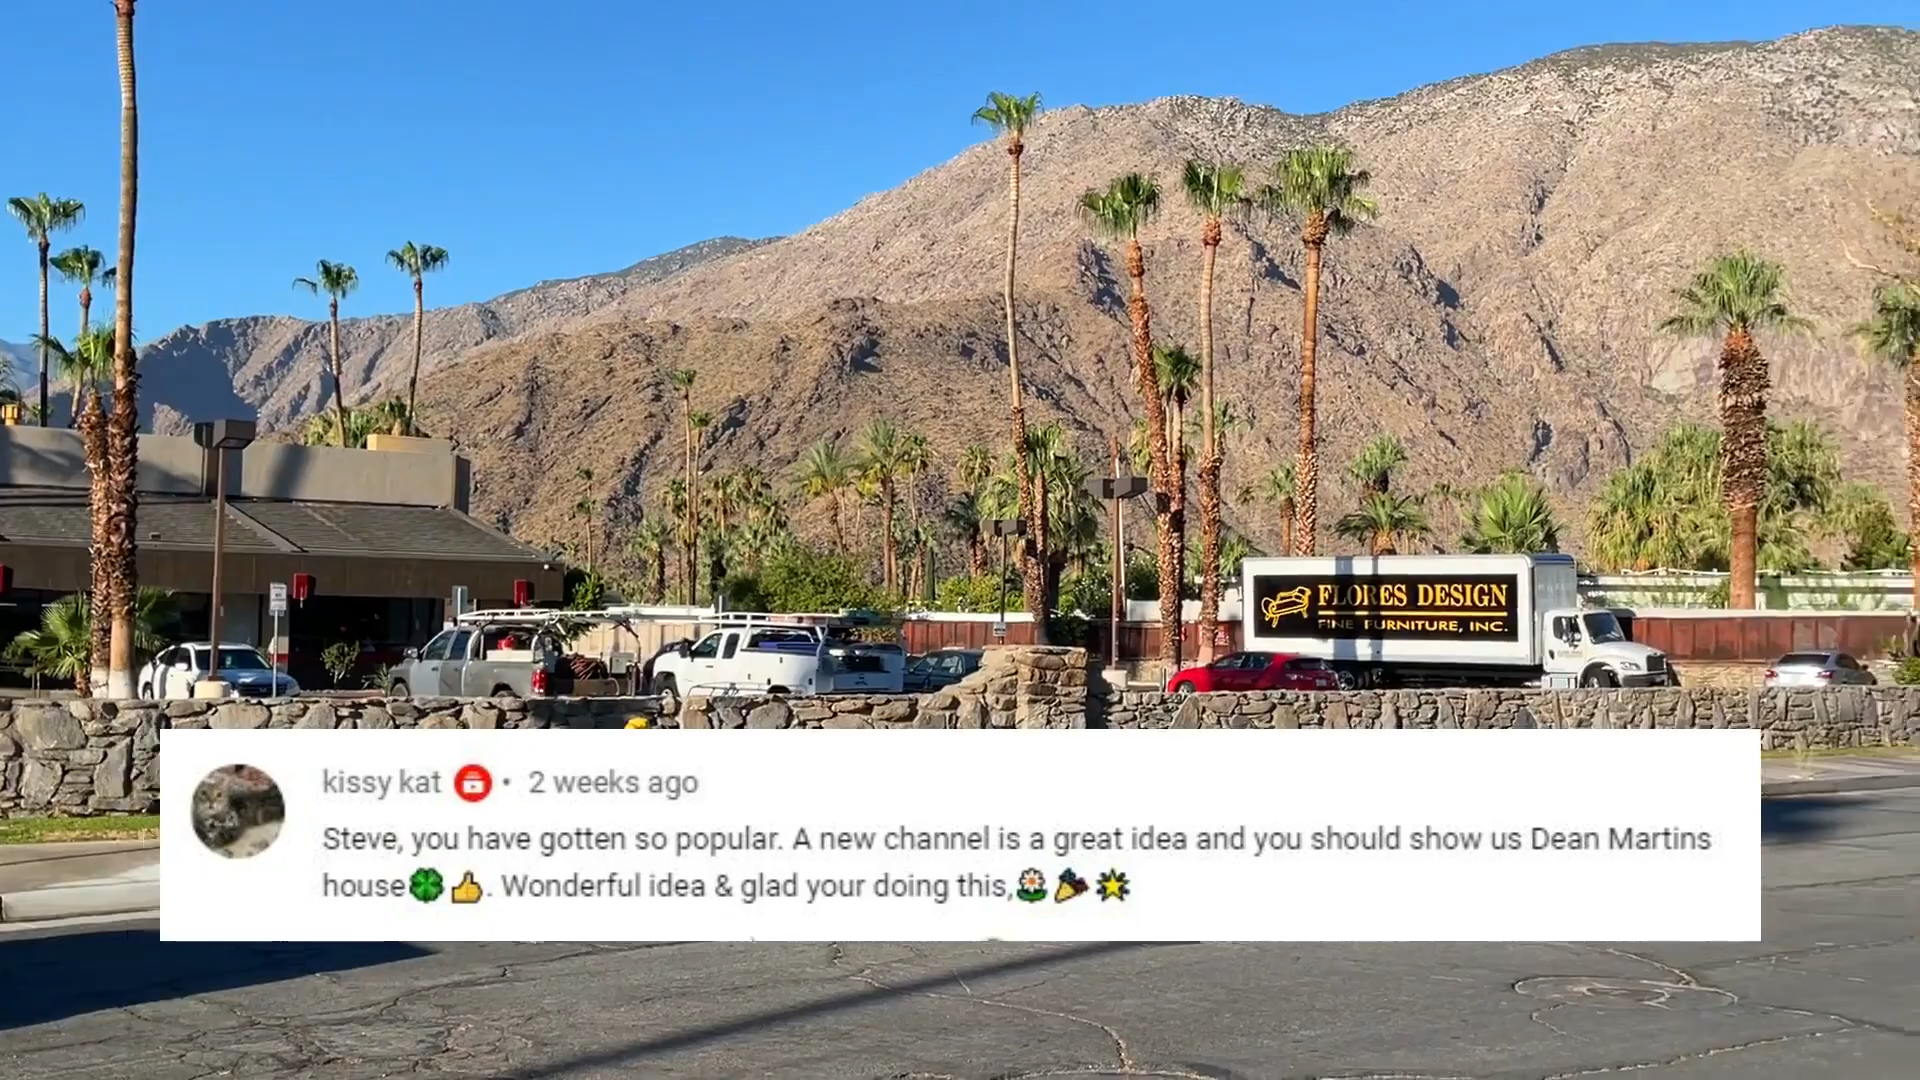 FLORES DESIGN
FINE FURNITURE, INC.
kissy kat • 2 weeks ago
Steve, you have gotten so popular. A new channel is a great idea and you should show us Dean Martins
house🍀👍. Wonderful idea & glad your doing this,🌼🎉🌟